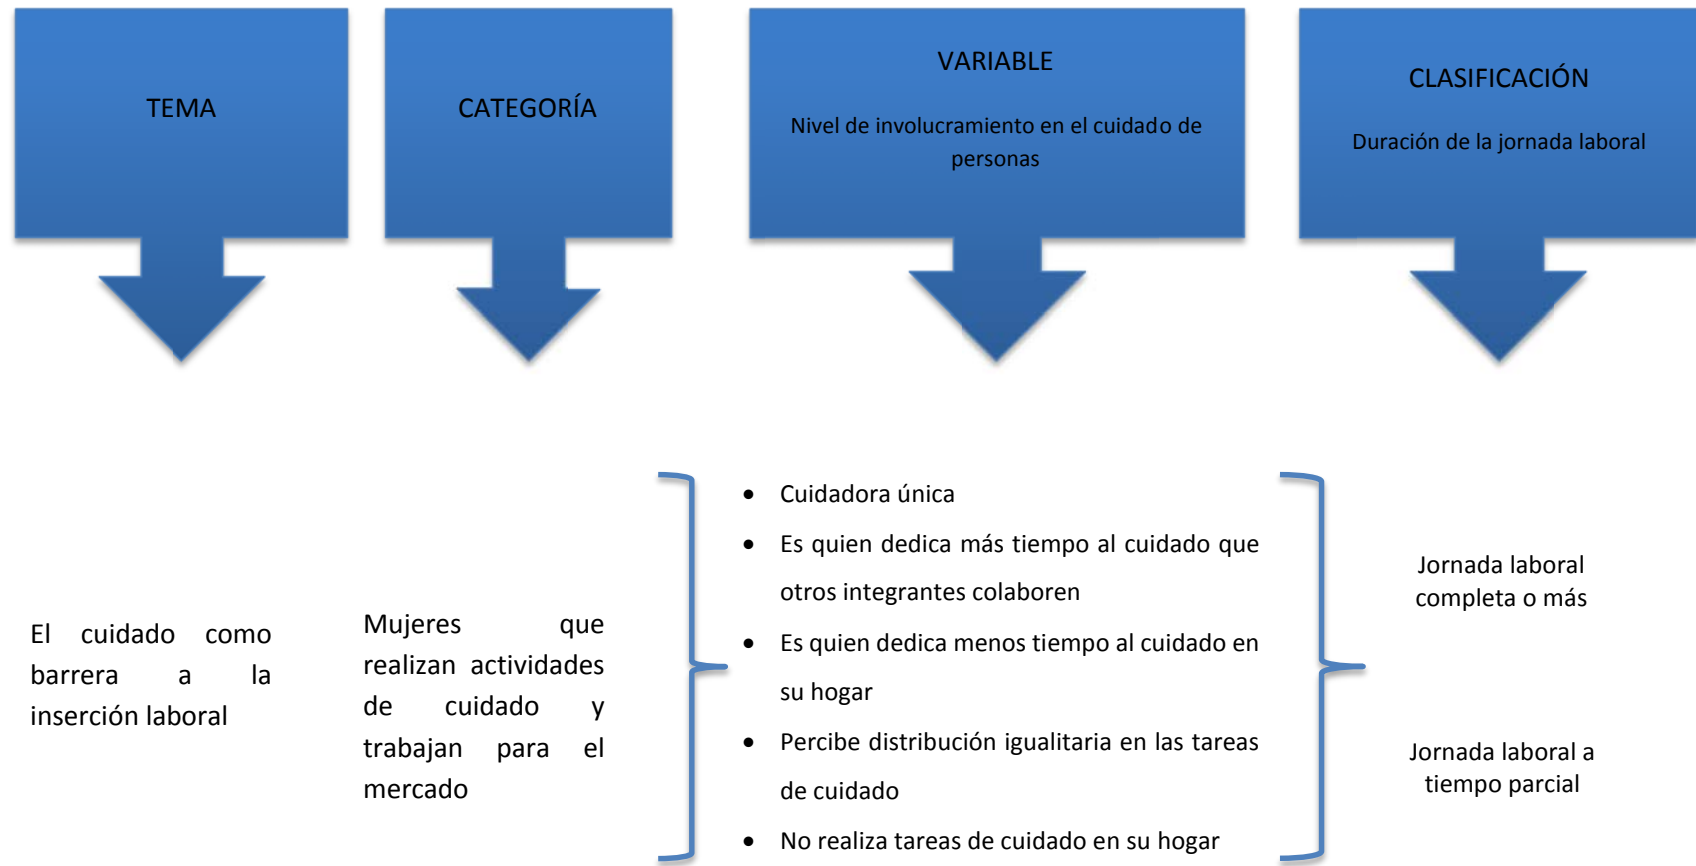 TEMA
CATEGORÍA
VARIABLE
Nivel de involucramiento en el cuidado de
personas
CLASIFICACIÓN
Duración de la jornada laboral
El cuidado como
barrera a la
inserción laboral
Mujeres que
realizan actividades
de cuidado y
trabajan para el
mercado
• Cuidadora única
• Es quien dedica más tiempo al cuidado que
otros integrantes colaboren
• Es quien dedica menos tiempo al cuidado en
su hogar
• Percibe distribución igualitaria en las tareas
de cuidado
• No realiza tareas de cuidado en su hogar
Jornada laboral
completa o más
Jornada laboral a
tiempo parcial